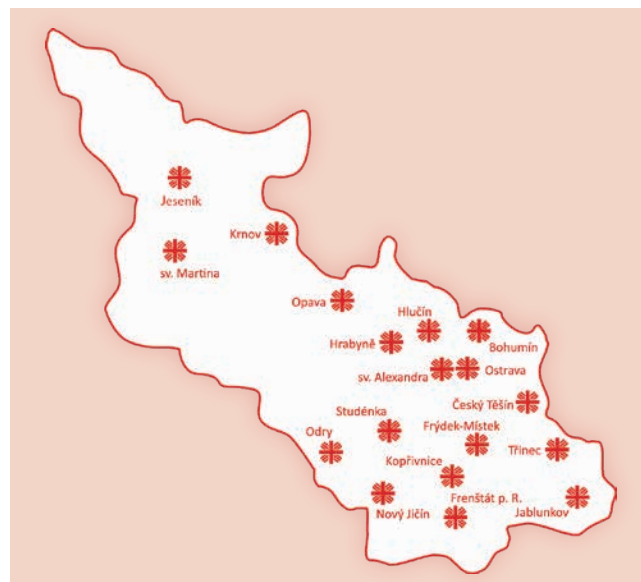 Jeseník
Krnov
sv. Martina
Opava
Hlučín
Hrabyně
Bohumín
sv. Alexandra
Ostrava
Český Těšín
Studénka
Odry
Frýdek-Místek
Třinec
Kopřivnice
Frenštát p. R.
Nový Jičín
Jablunkov